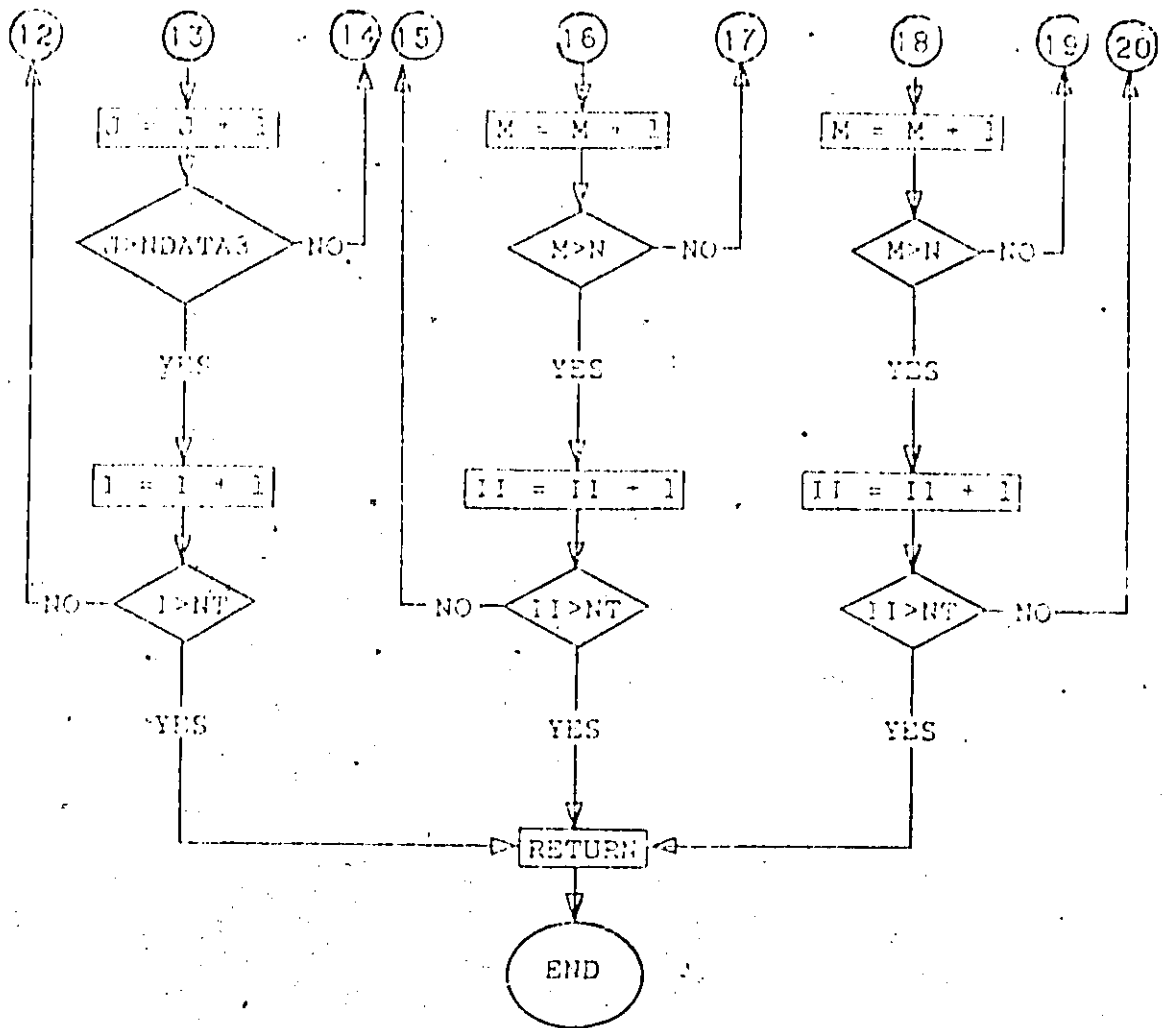 12 13 14 15 16 17 18 19 20
J = J + 1 M = M + 1 M = M + 1
J>NDATA3 NO M>N NO M>N NO
YES YES YES
I = I + 1 II = II + 1 II = II + 1
NO I>NT NO II>NT II>NT NO
YES YES YES
RETURN
END